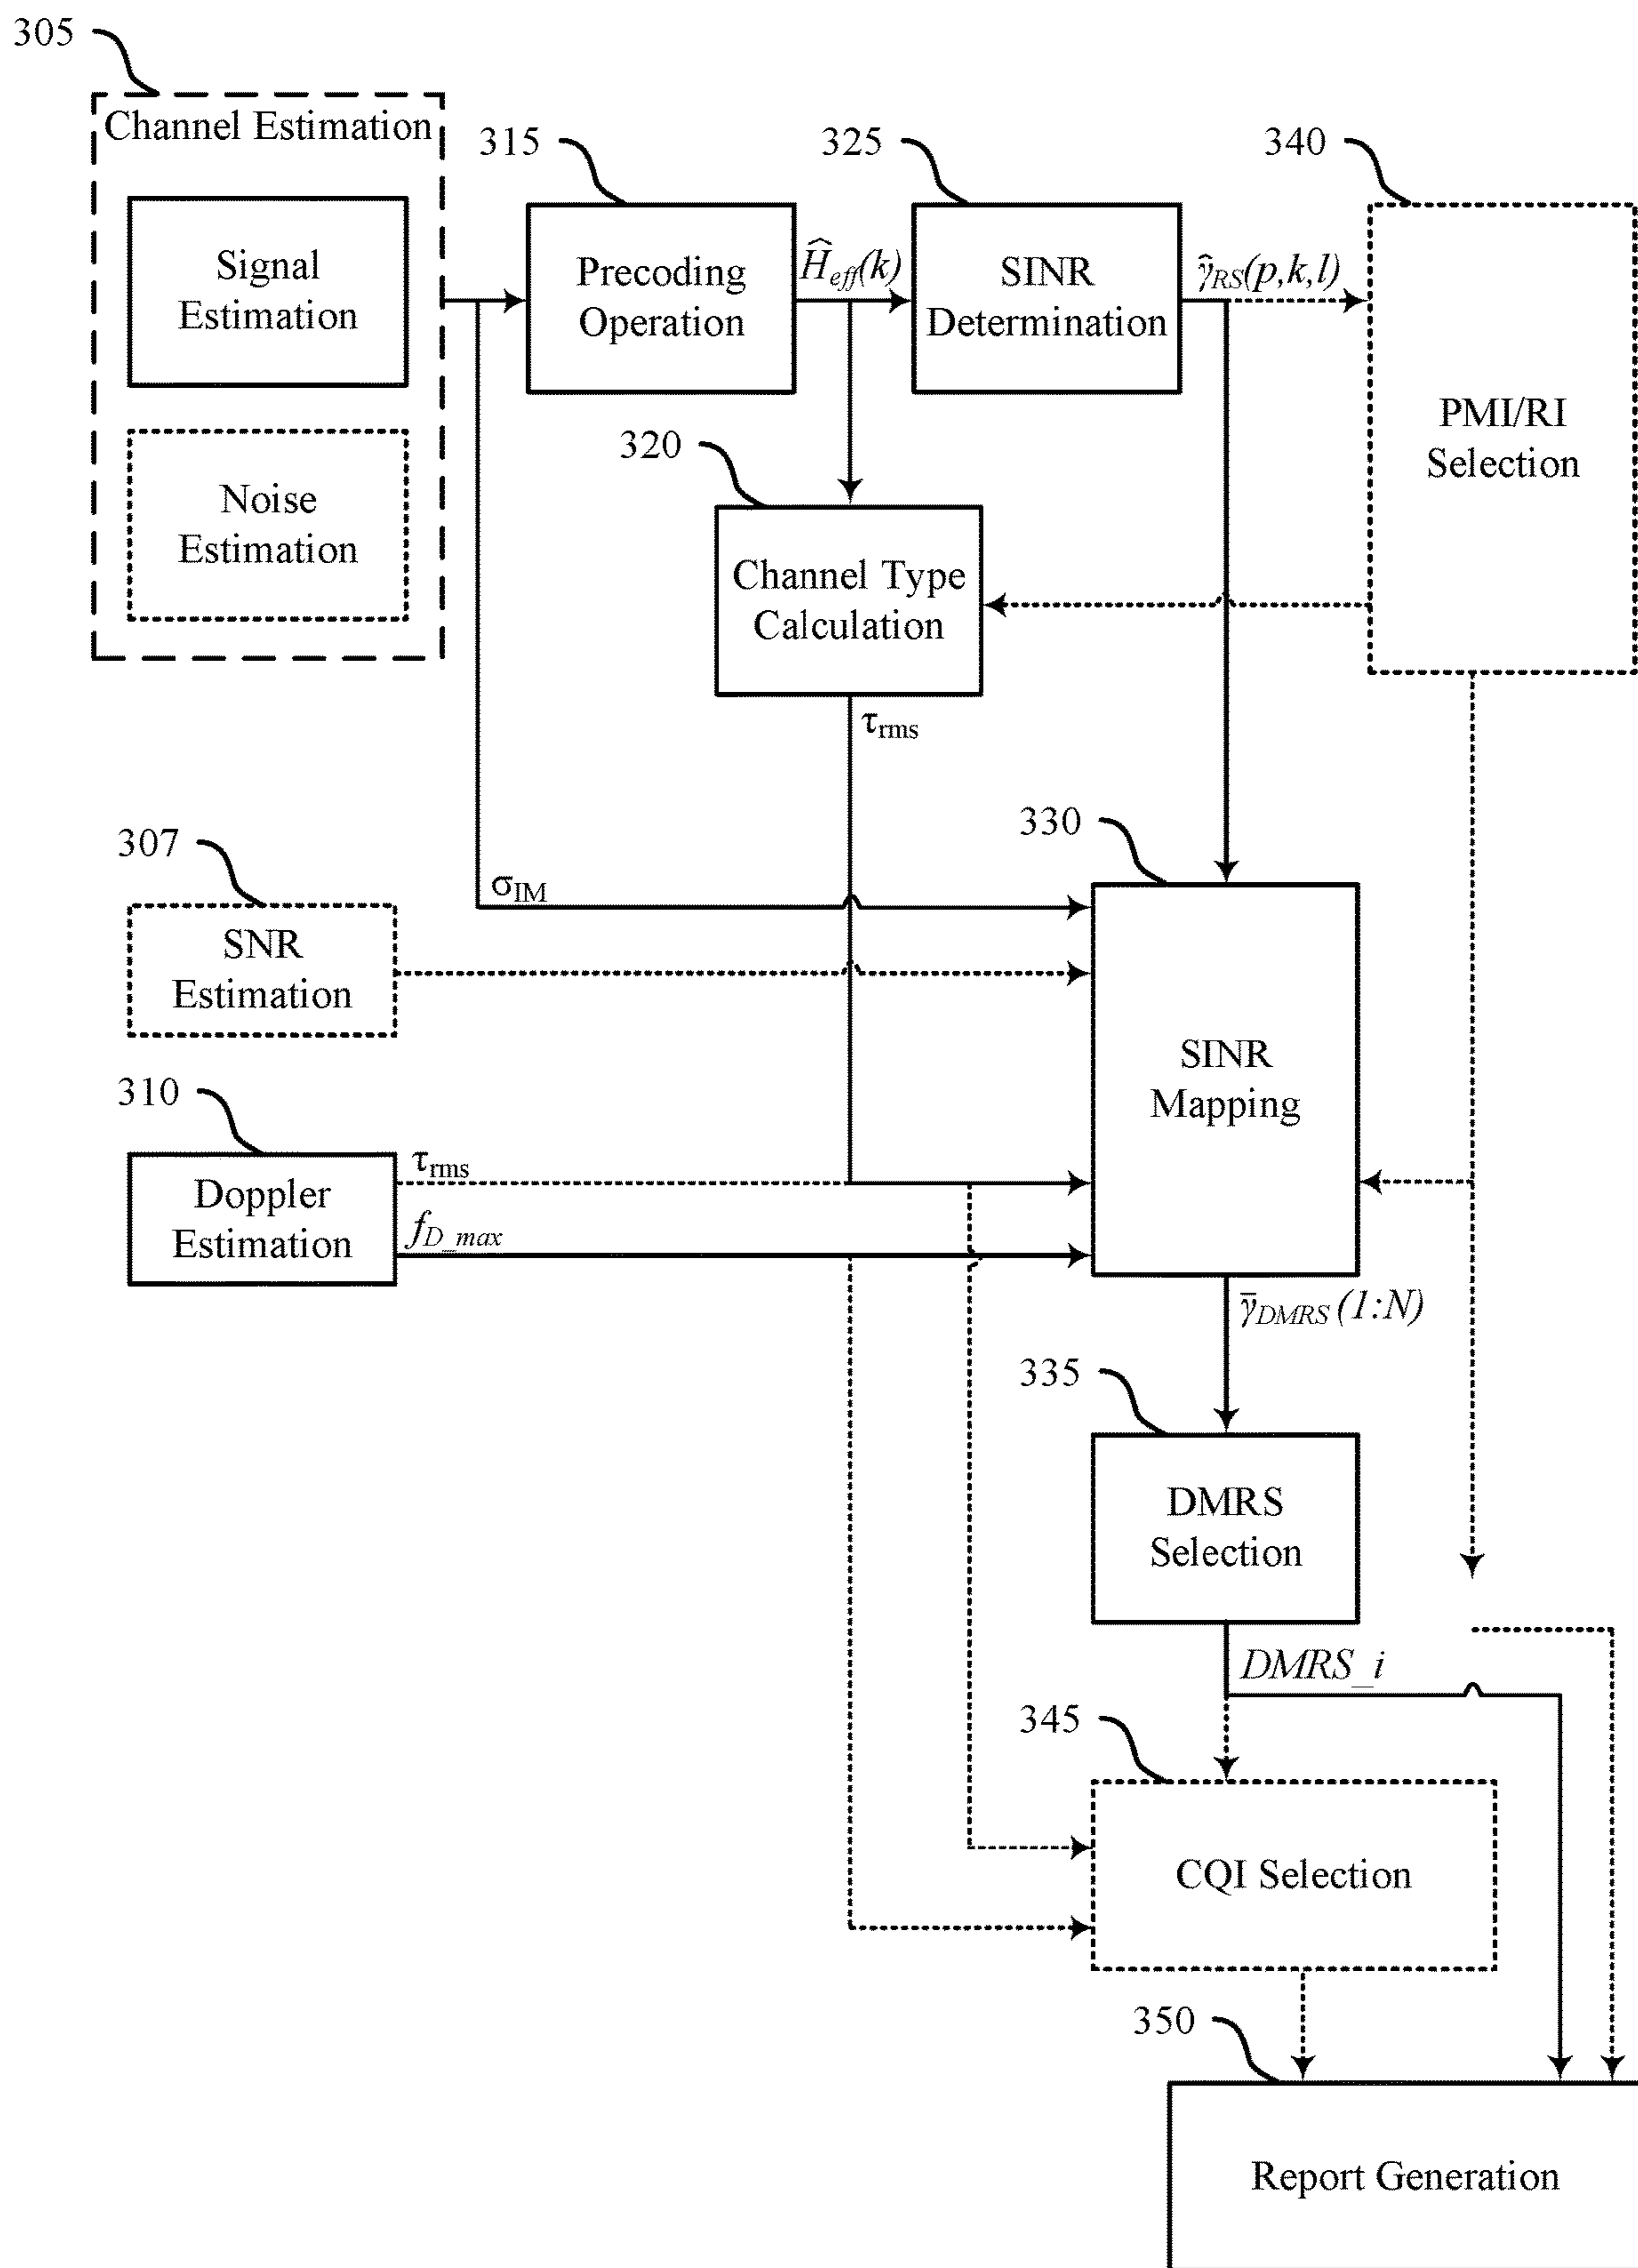 305
Channel Estimation
Signal
Estimation
Noise
Estimation
315
Precoding
Operation
Ĥeff(k)
325
SINR
Determination
γ̂RS(p,k,l)
340
PMI/RI
Selection
320
Channel Type
Calculation
τrms
307
SNR
Estimation
σIM
330
SINR
Mapping
310
Doppler
Estimation
τrms
fD_max
γ̄DMRS (1:N)
335
DMRS
Selection
DMRS_i
345
CQI Selection
350
Report Generation